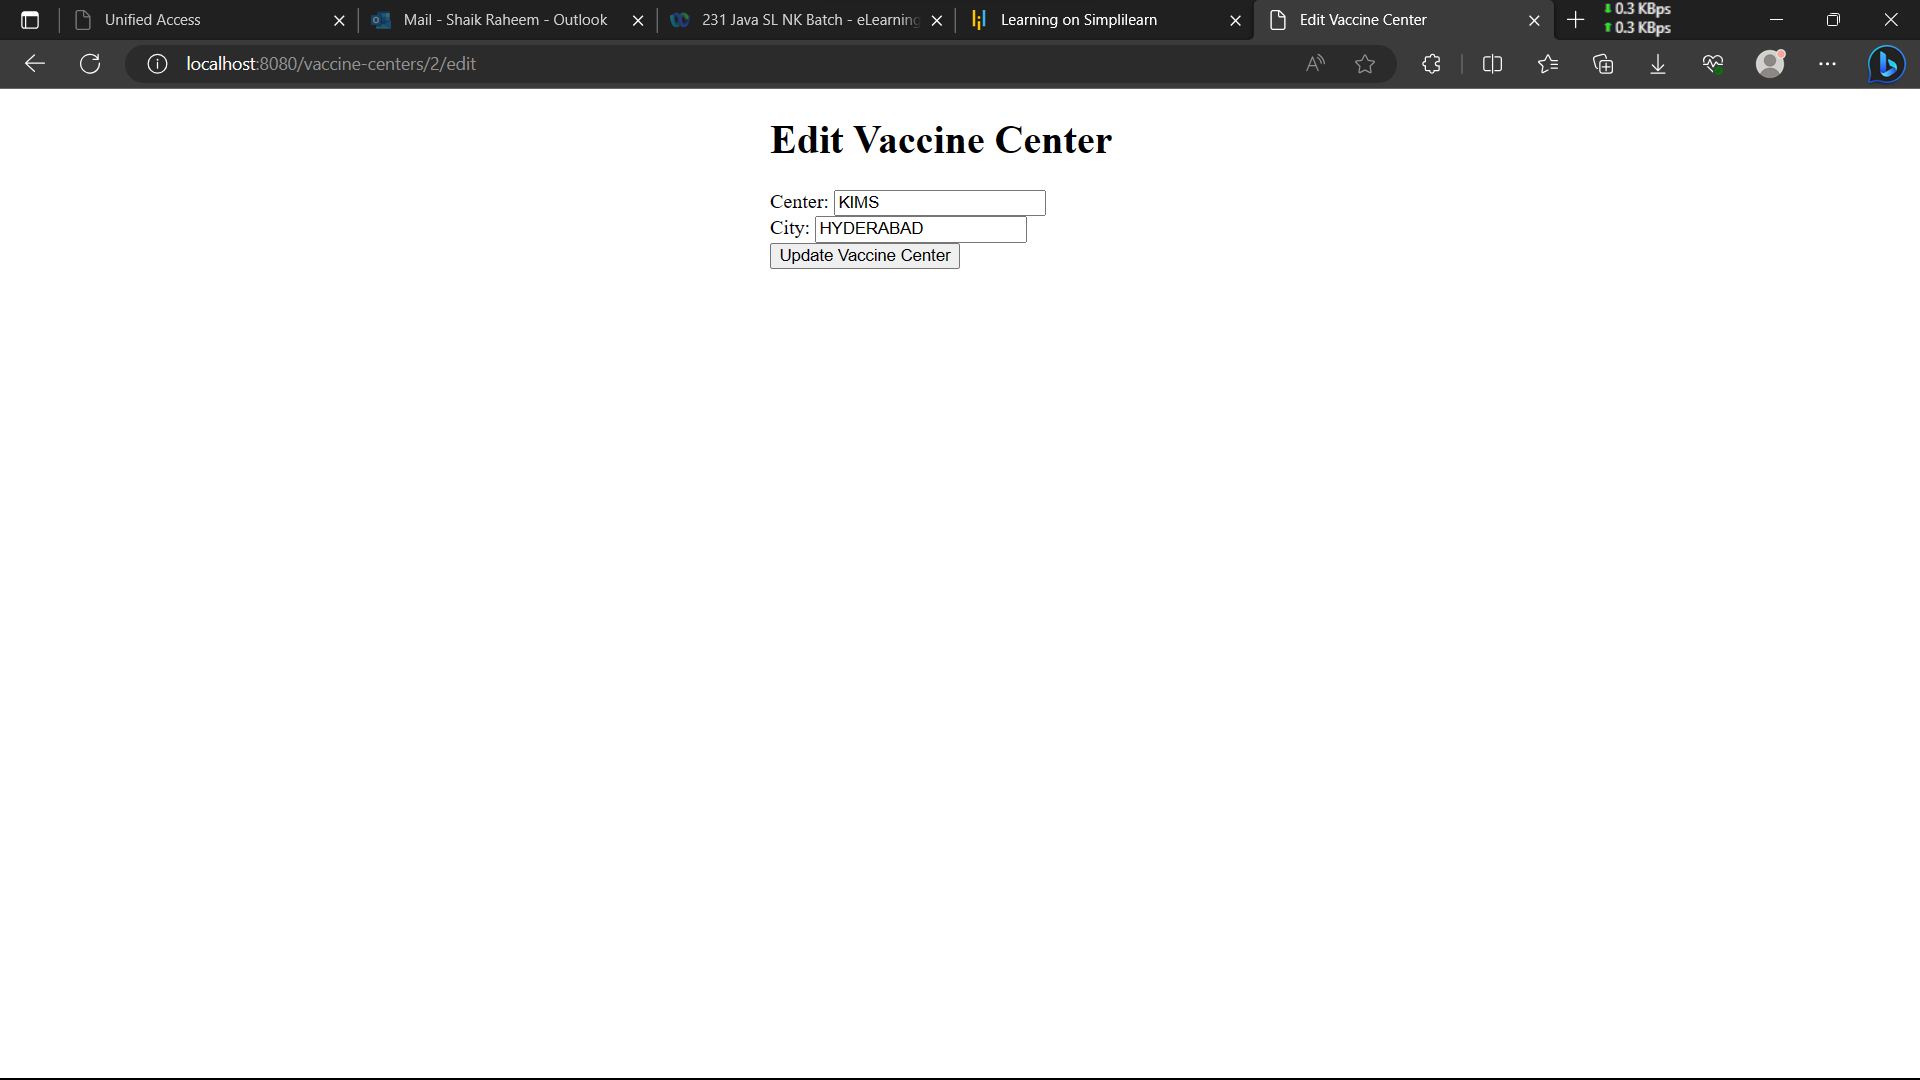 Unified Access
Mail - Shaik Raheem - Outlook
231 Java SL NK Batch - eLearning
Learning on Simplilearn
Edit Vaccine Center
0.3 KBps
0.3 KBps
localhost:8080/vaccine-centers/2/edit
Edit Vaccine Center
Center: KIMS
City: HYDERABAD
Update Vaccine Center